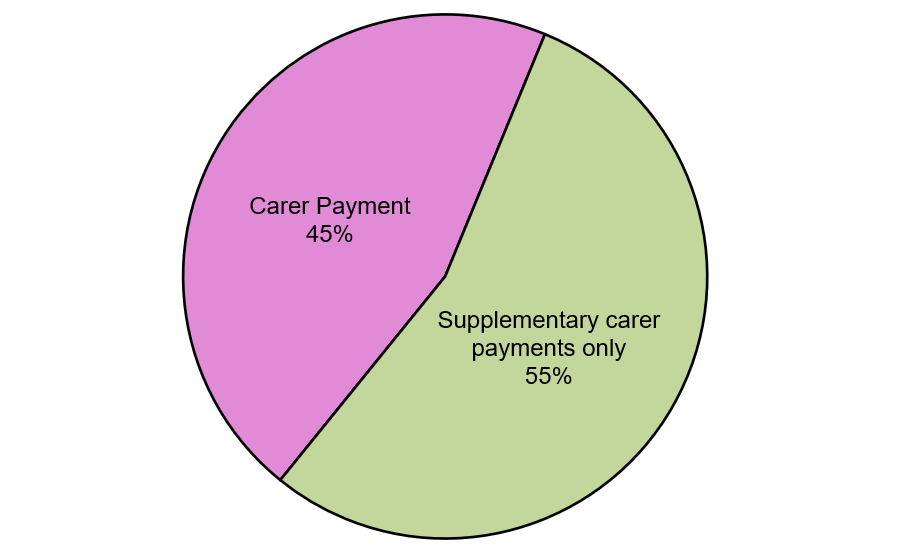 Carer Payment
45%
Supplementary carer
payments only
55%